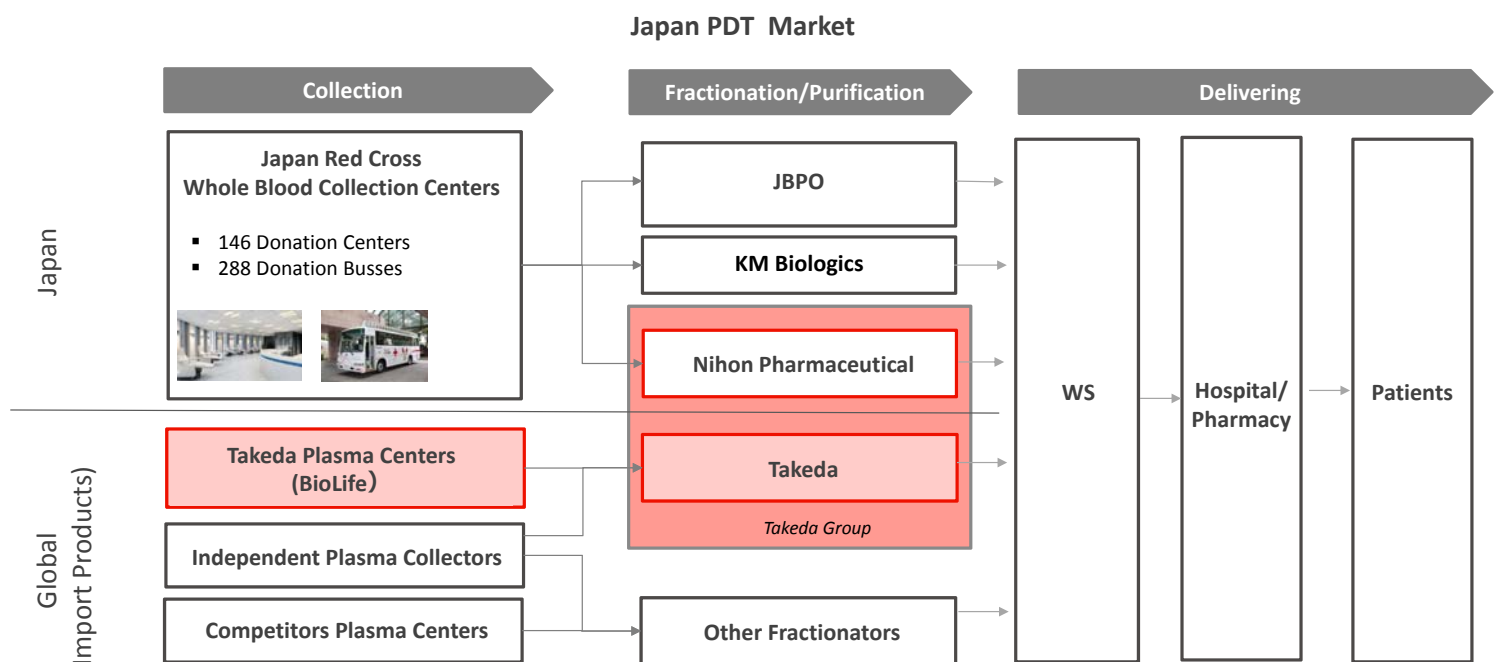 Japan PDT Market
Collection
Fractionation/Purification
Delivering
Japan
Japan Red Cross
Whole Blood Collection Centers
▪ 146 Donation Centers
▪ 288 Donation Busses
JBPO
KM Biologics
Nihon Pharmaceutical
WS
Hospital/
Pharmacy
Patients
Global
Import Products)
Takeda Plasma Centers
(BioLife）
Takeda
Takeda Group
Independent Plasma Collectors
Competitors Plasma Centers
Other Fractionators